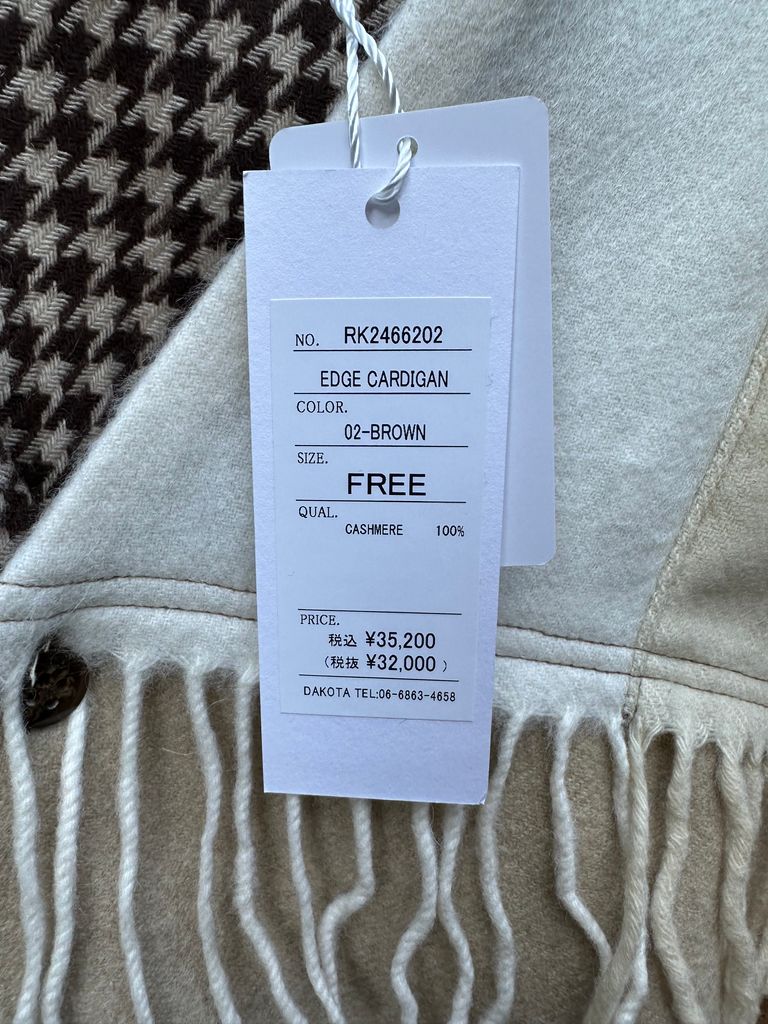 NO. RK2466202
EDGE CARDIGAN
COLOR.
02-BROWN
SIZE.
FREE
QUAL.
CASHMERE 100%
PRICE.
税込 ¥35,200
(税抜 ¥32,000 )
DAKOTA TEL:06-6863-4658